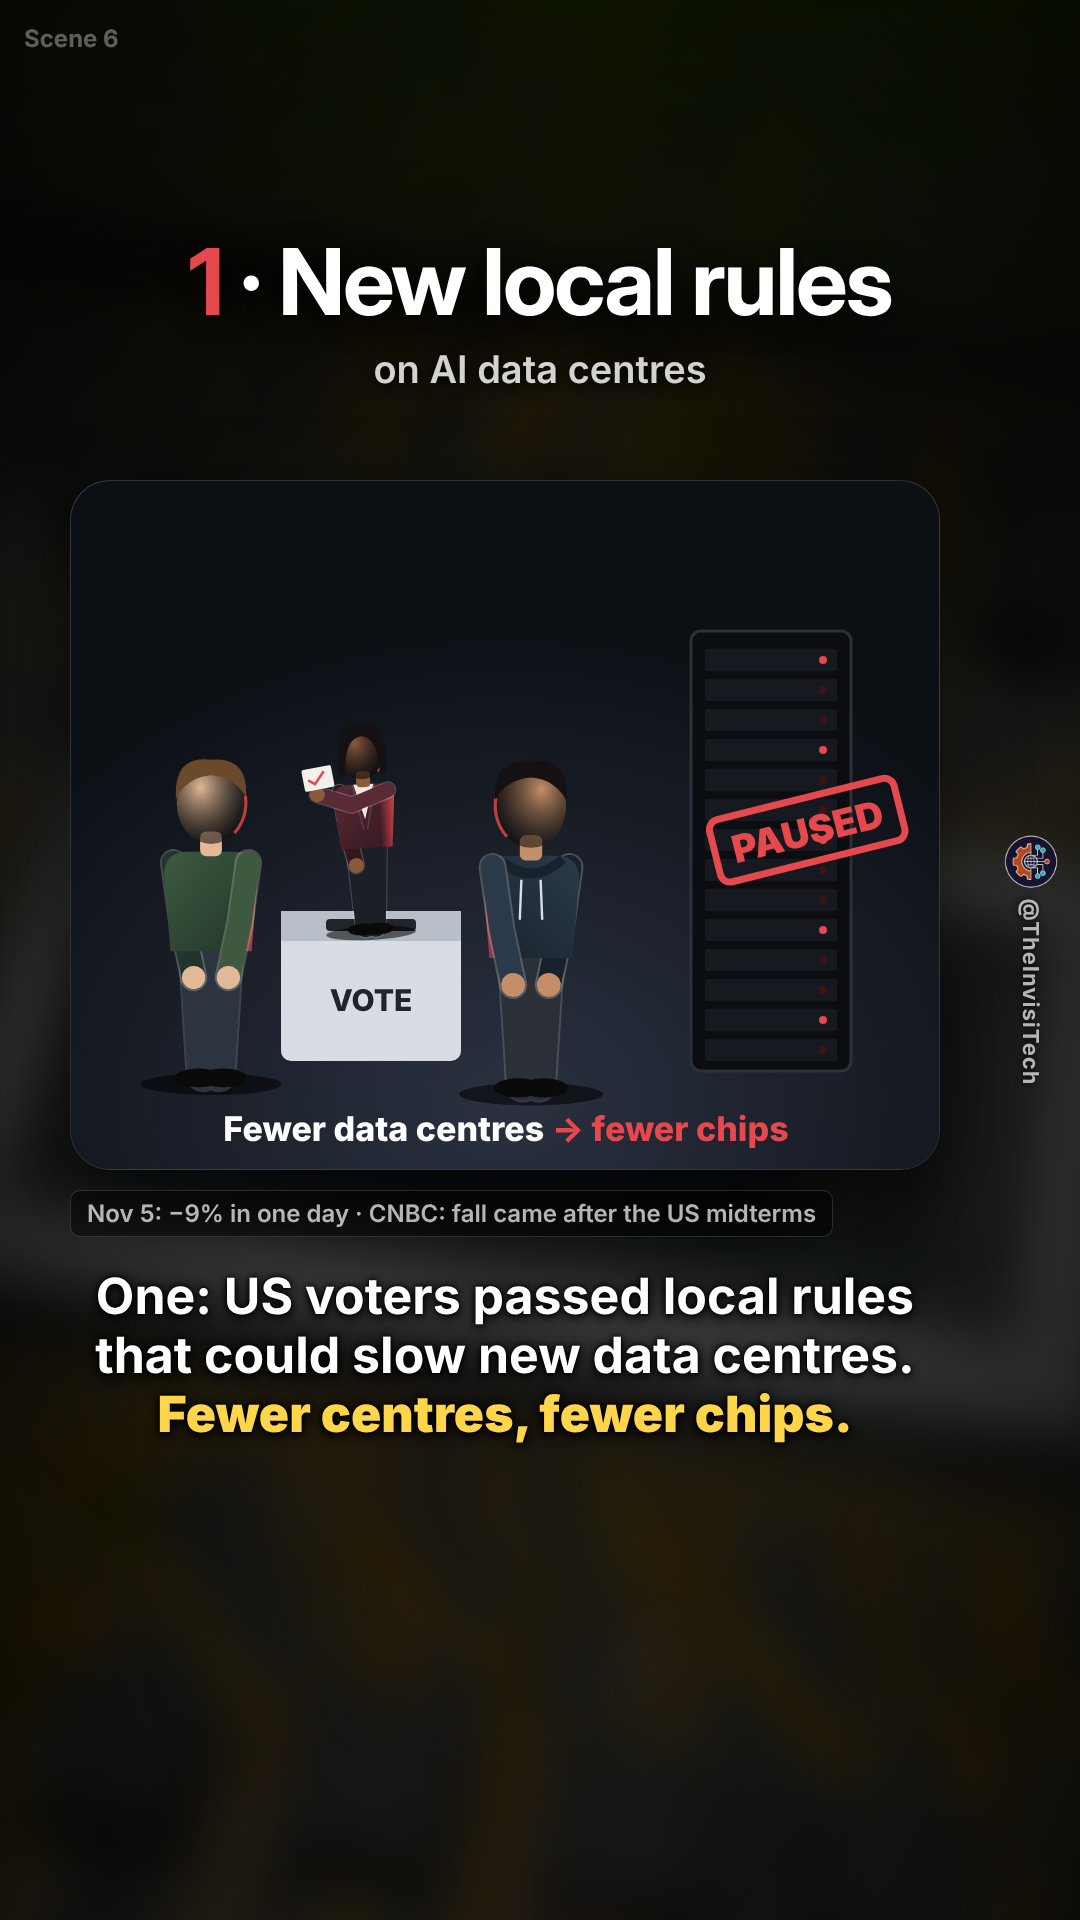 Scene 6
1 · New local rules
on AI data centres
PAUSED
VOTE
Fewer data centres → fewer chips
@TheInvisiTech
Nov 5: −9% in one day · CNBC: fall came after the US midterms
One: US voters passed local rules
that could slow new data centres.
Fewer centres, fewer chips.